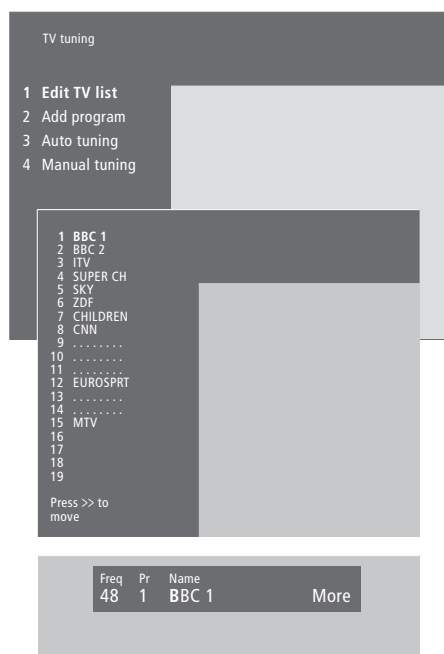 TV tuning
1 Edit TV list
2 Add program
3 Auto tuning
4 Manual tuning
1 BBC 1
2 BBC 2
3 ITV
4 SUPER CH
5 SKY
6 ZDF
7 CHILDREN
8 CNN
9 . . . . . . . .
10 . . . . . . . .
11 . . . . . . . .
12 EUROSPRT
13 . . . . . . . .
14 . . . . . . . .
15 MTV
16
17
18
19
Press >> to
move
Freq Pr Name
48 1 BBC 1 More